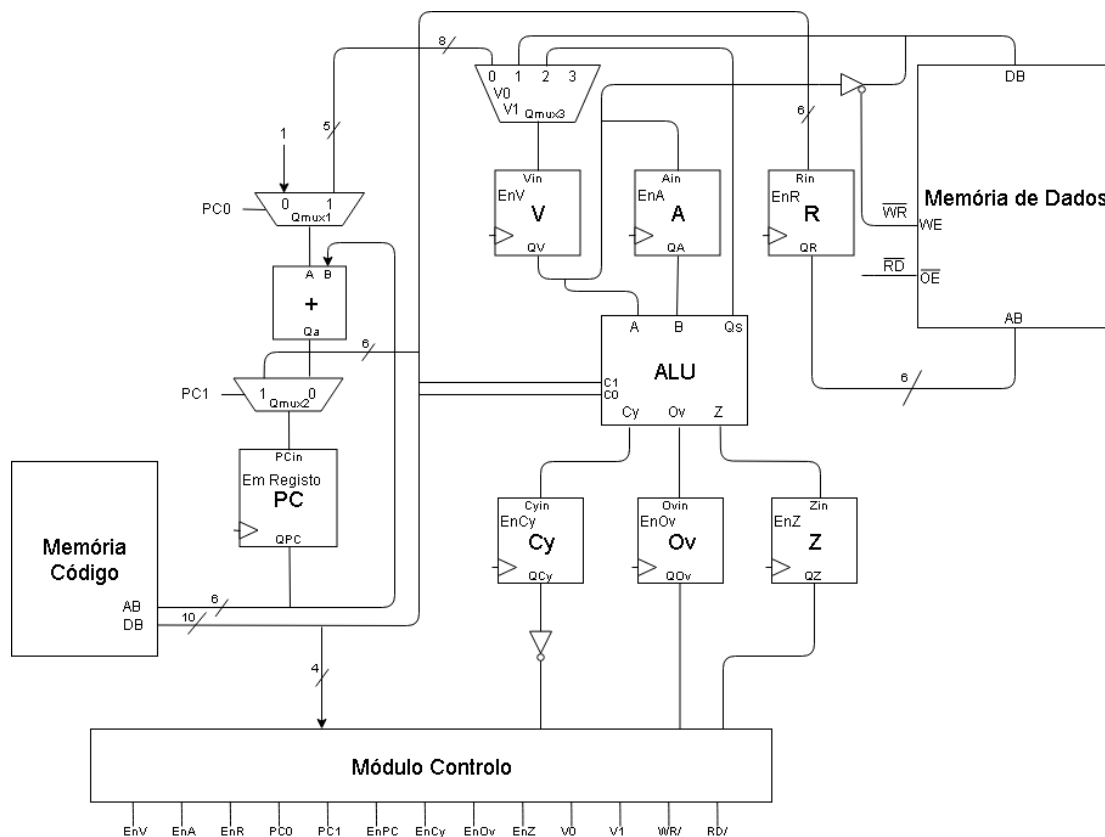 8
0 1 2 3
V0
V1
Qmux3
DB
5
6
1
Vin
EnV
V
QV
Ain
EnA
A
QA
Rin
EnR
R
QR
Memória de Dados
WR
WE
RD
OE
AB
PC0
0 1
Qmux1
A B
+
Qa
6
A B Qs
ALU
C1
C0
Cy Ov Z
6
PC1
1 0
Qmux2
PCin
Em Registo
PC
QPC
Memória
Código
AB
DB
6
10
Cyin
EnCy
Cy
QCy
Ovin
EnOv
Ov
QOv
Zin
EnZ
Z
QZ
4
Módulo Controlo
EnV EnA EnR PC0 PC1 EnPC EnCy EnOv EnZ V0 V1 WR/ RD/